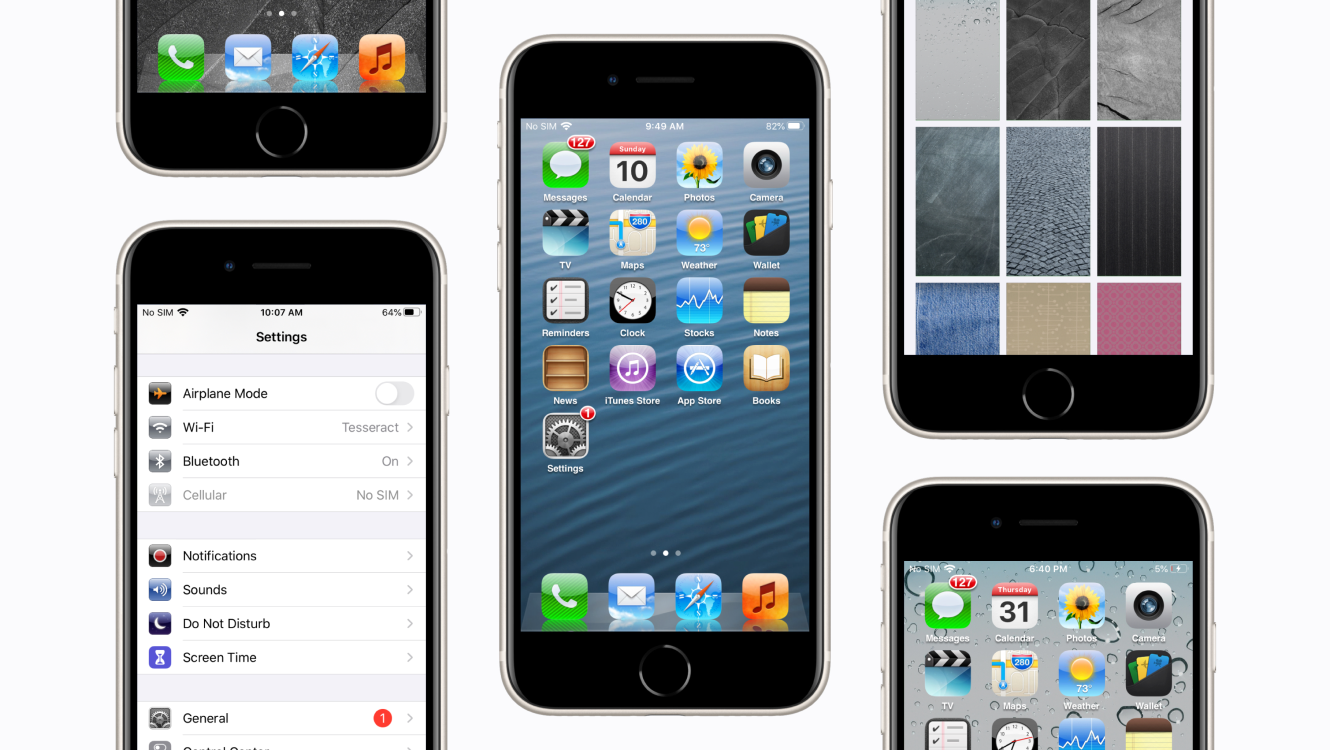 No SIM
10:07 AM
64%
Settings
Airplane Mode
Wi-Fi
Tesseract
Bluetooth
On
Cellular
No SIM
Notifications
Sounds
Do Not Disturb
Screen Time
General
1
Control Center
No SIM
9:49 AM
82%
127
Sunday
10
280
73°
1
Messages
Calendar
Photos
Camera
TV
Maps
Weather
Wallet
Reminders
Clock
Stocks
Notes
News
iTunes Store
App Store
Books
Settings
No SIM
6:40 PM
5%
127
Thursday
31
Messages
Calendar
Photos
Camera
280
73°
TV
Maps
Weather
Wallet